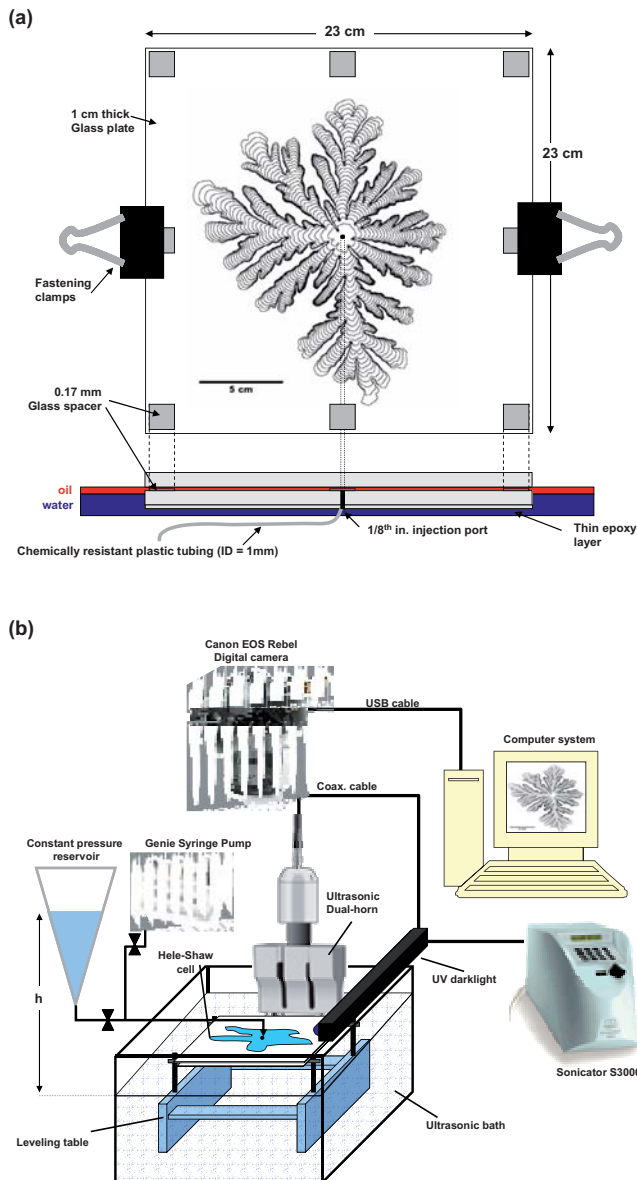 (a)
23 cm
1 cm thick
Glass plate
23 cm
Fastening
clamps
5 cm
0.17 mm
Glass spacer
oil
water
1/8th in. injection port
Thin epoxy
layer
Chemically resistant plastic tubing (ID = 1mm)
(b)
Canon EOS Rebel
Digital camera
USB cable
Computer system
Coax. cable
Constant pressure
reservoir
Genie Syringe Pump
Ultrasonic
Dual-horn
Hele-Shaw
cell
UV darklight
h
Sonicator S3000
Leveling table
Ultrasonic bath